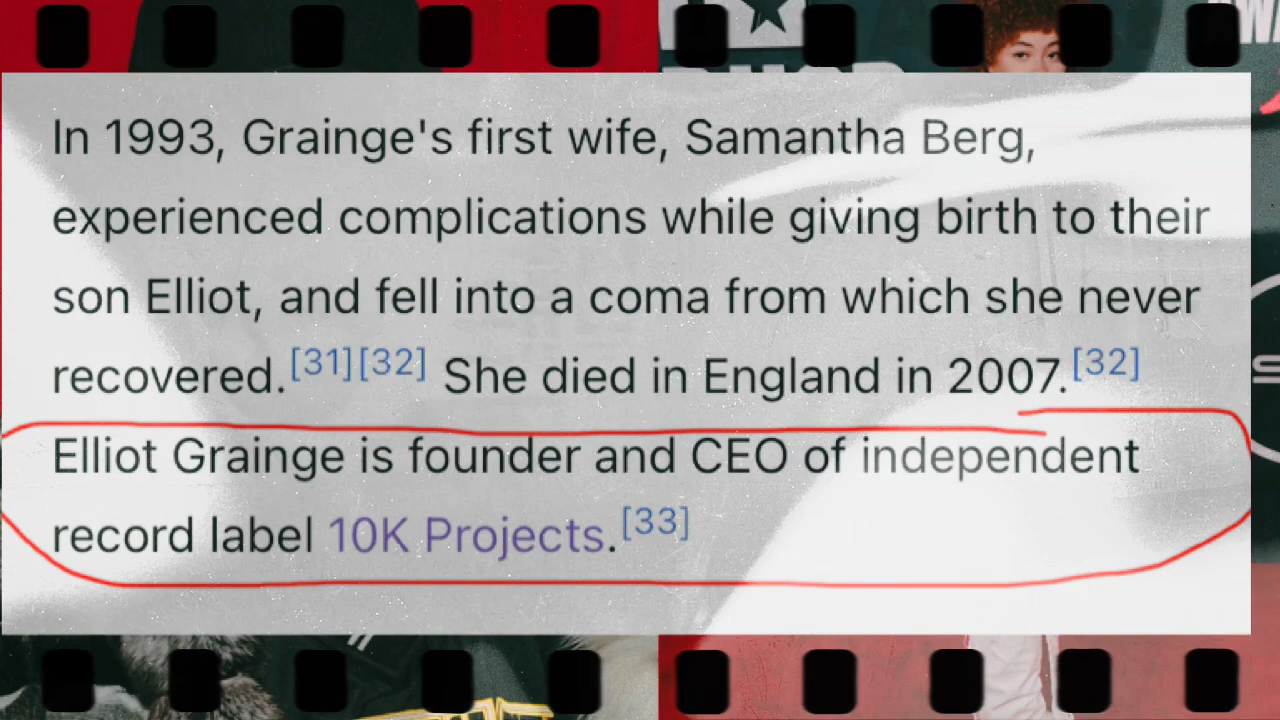 In 1993, Grainge's first wife, Samantha Berg,
experienced complications while giving birth to their
son Elliot, and fell into a coma from which she never
recovered.[31][32] She died in England in 2007.[32]
Elliot Grainge is founder and CEO of independent
record label 10K Projects.[33]